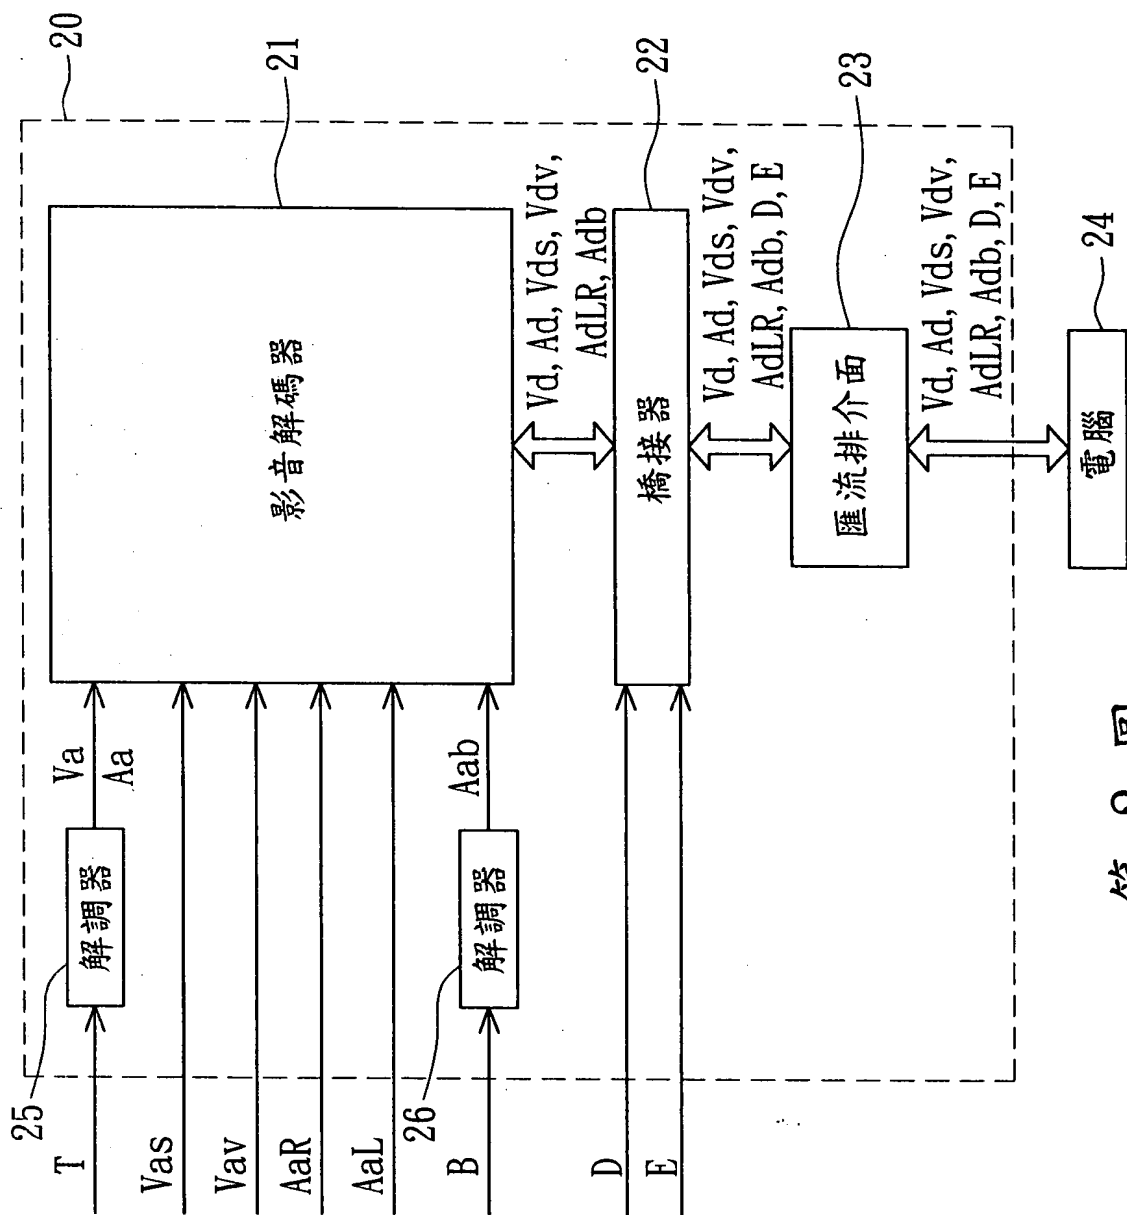 20
25
T
解調器
Va
Aa
Vas
Vav
AaR
AaL
21
影音解碼器
26
B
解調器
Aab
Vd, Ad, Vds, Vdv,
AdLR, Adb
D
E
22
橋接器
Vd, Ad, Vds, Vdv,
AdLR, Adb, D, E
23
匯流排介面
Vd, Ad, Vds, Vdv,
AdLR, Adb, D, E
24
電腦